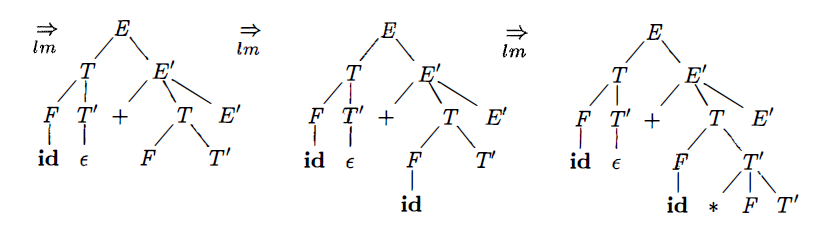 ⇒ E ⇒ E ⇒ E
lm lm lm
T E′ T E′ T E′
F T′ + T E′ F T′ + T E′ F T′ + T E′
id ϵ F T′ id ϵ F T′ id ϵ F T′
id id * F T′